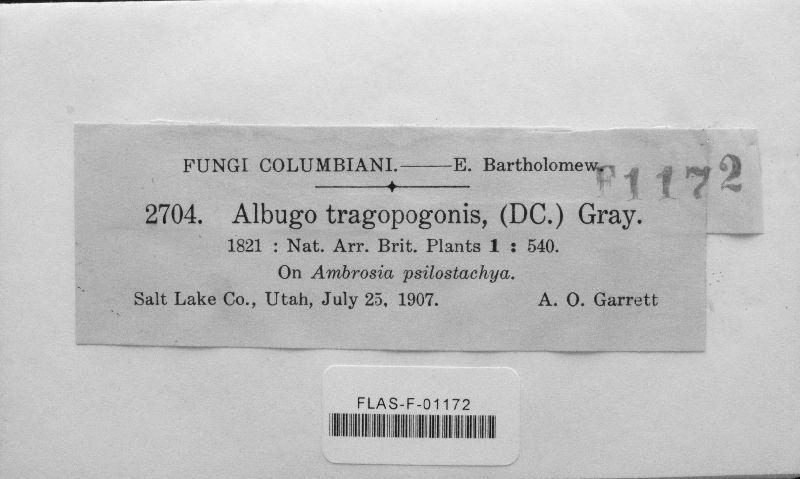 FUNGI COLUMBIANI.——E. Bartholomew.
F1172
2704. Albugo tragopogonis, (DC.) Gray.
1821 : Nat. Arr. Brit. Plants 1 : 540.
On Ambrosia psilostachya.
Salt Lake Co., Utah, July 25, 1907. A. O. Garrett
FLAS-F-01172